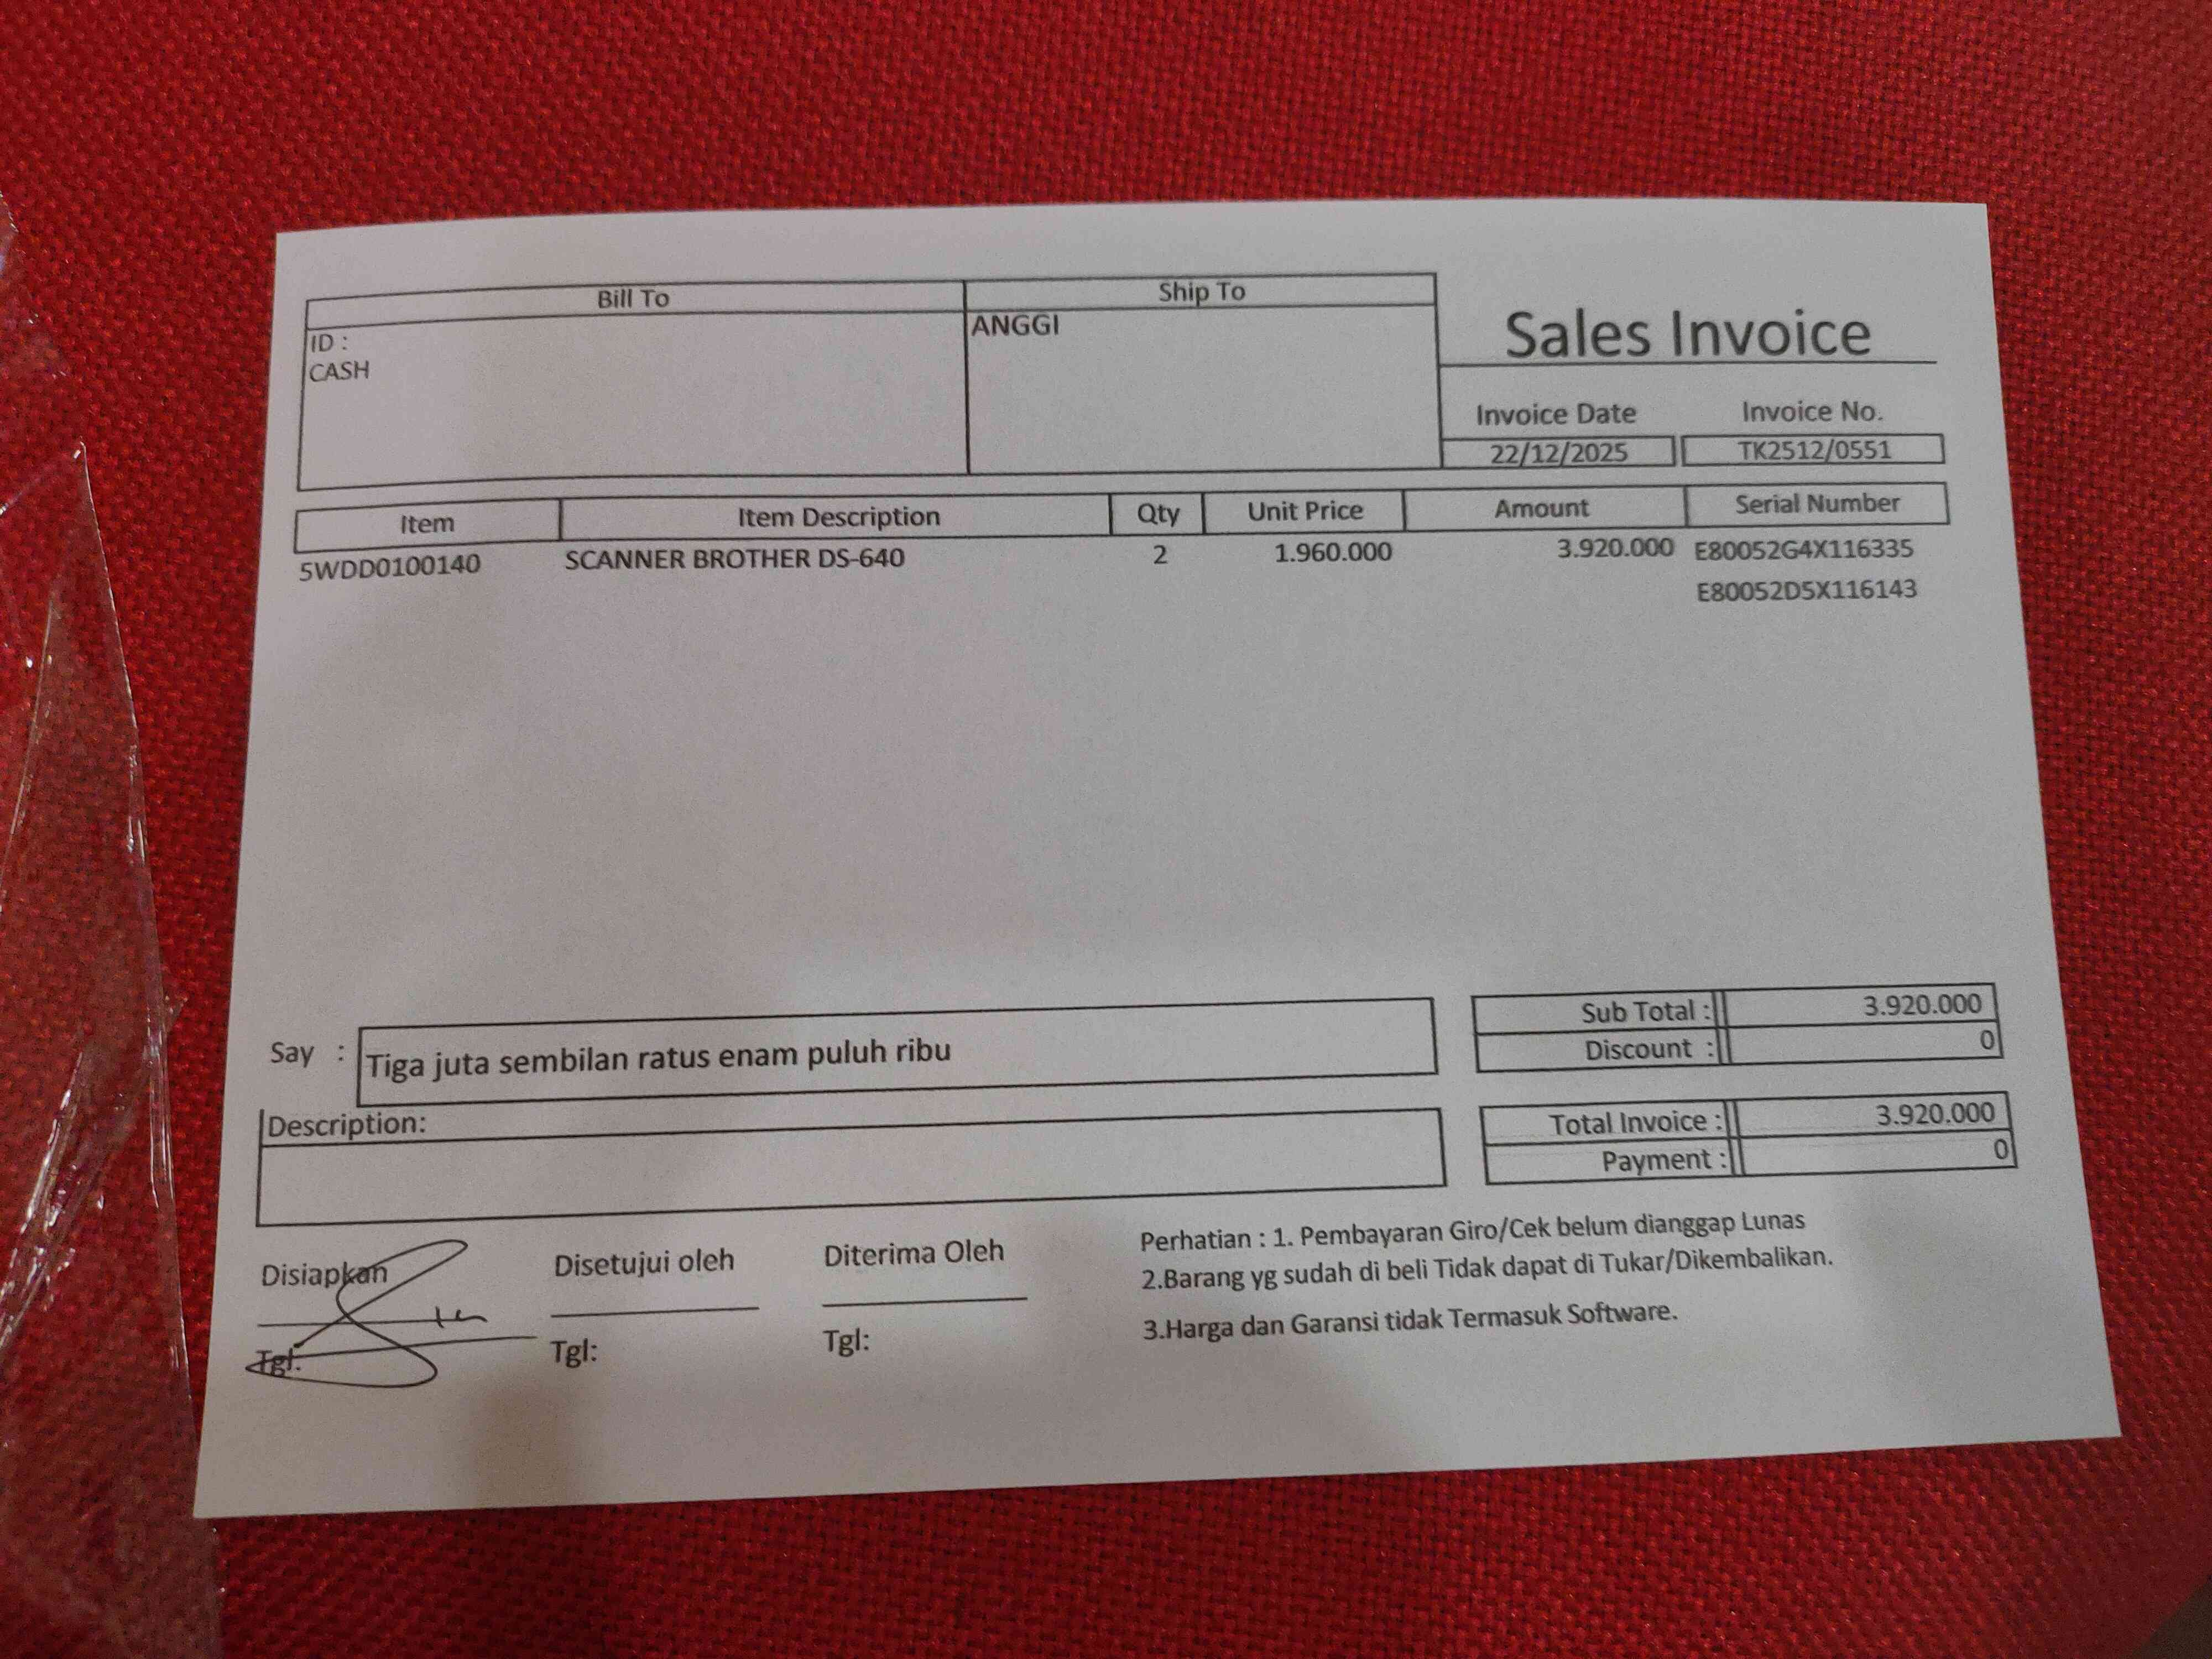 Bill To
Ship To
ID :
CASH
ANGGI
Sales Invoice
Invoice Date
Invoice No.
22/12/2025
TK2512/0551
Item
Item Description
Qty
Unit Price
Amount
Serial Number
5WDD0100140
SCANNER BROTHER DS-640
2
1.960.000
3.920.000
E80052G4X116335
E80052D5X116143
Say :
Tiga juta sembilan ratus enam puluh ribu
Sub Total :
3.920.000
Discount :
0
Description:
Total Invoice :
3.920.000
Payment :
0
Disiapkan
Disetujui oleh
Diterima Oleh
Tgl:
Tgl:
Tgl:
Perhatian : 1. Pembayaran Giro/Cek belum dianggap Lunas
2.Barang yg sudah di beli Tidak dapat di Tukar/Dikembalikan.
3.Harga dan Garansi tidak Termasuk Software.